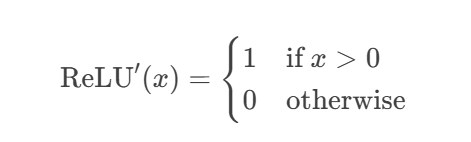 ReLU′(x) = { 1 if x > 0
0 otherwise